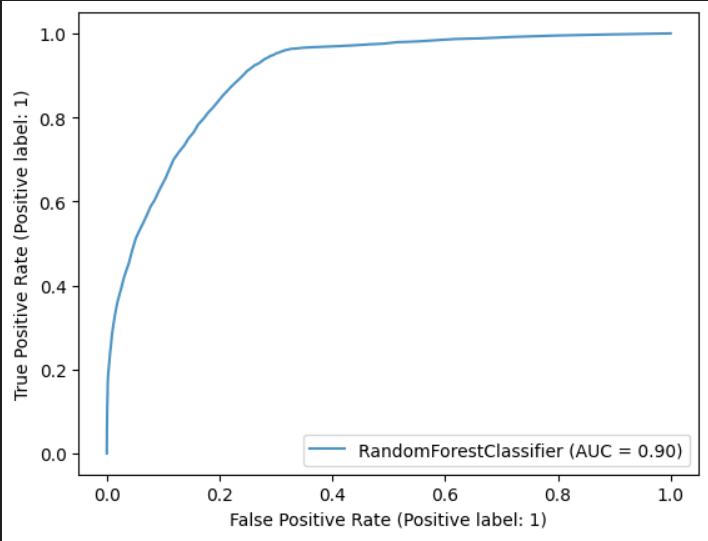 1.0
0.8
0.6
0.4
0.2
0.0
True Positive Rate (Positive label: 1)
RandomForestClassifier (AUC = 0.90)
0.0 0.2 0.4 0.6 0.8 1.0
False Positive Rate (Positive label: 1)